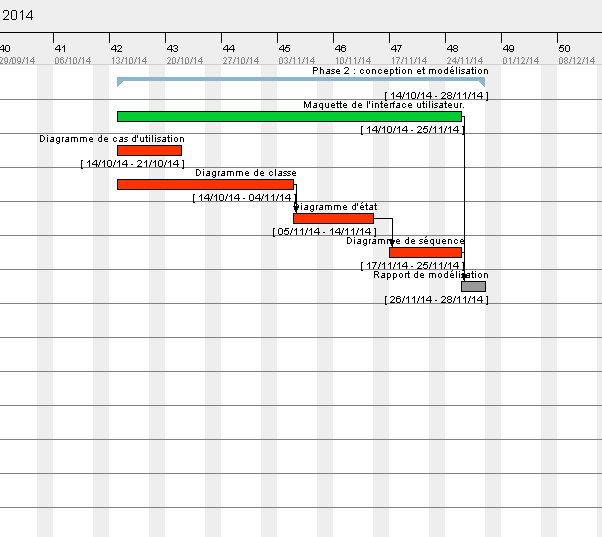 2014
40 41 42 43 44 45 46 47 48 49 50
29/09/14 06/10/14 13/10/14 20/10/14 27/10/14 03/11/14 10/11/14 17/11/14 24/11/14 01/12/14 08/12/14
Phase 2 : conception et modélisation
[ 14/10/14 - 28/11/14 ]
Maquette de l'interface utilisateur.
[ 14/10/14 - 25/11/14 ]
Diagramme de cas d'utilisation
[ 14/10/14 - 21/10/14 ]
Diagramme de classe
[ 14/10/14 - 04/11/14 ]
Diagramme d'état
[ 05/11/14 - 14/11/14 ]
Diagramme de séquence
[ 17/11/14 - 25/11/14 ]
Rapport de modélisation
[ 26/11/14 - 28/11/14 ]